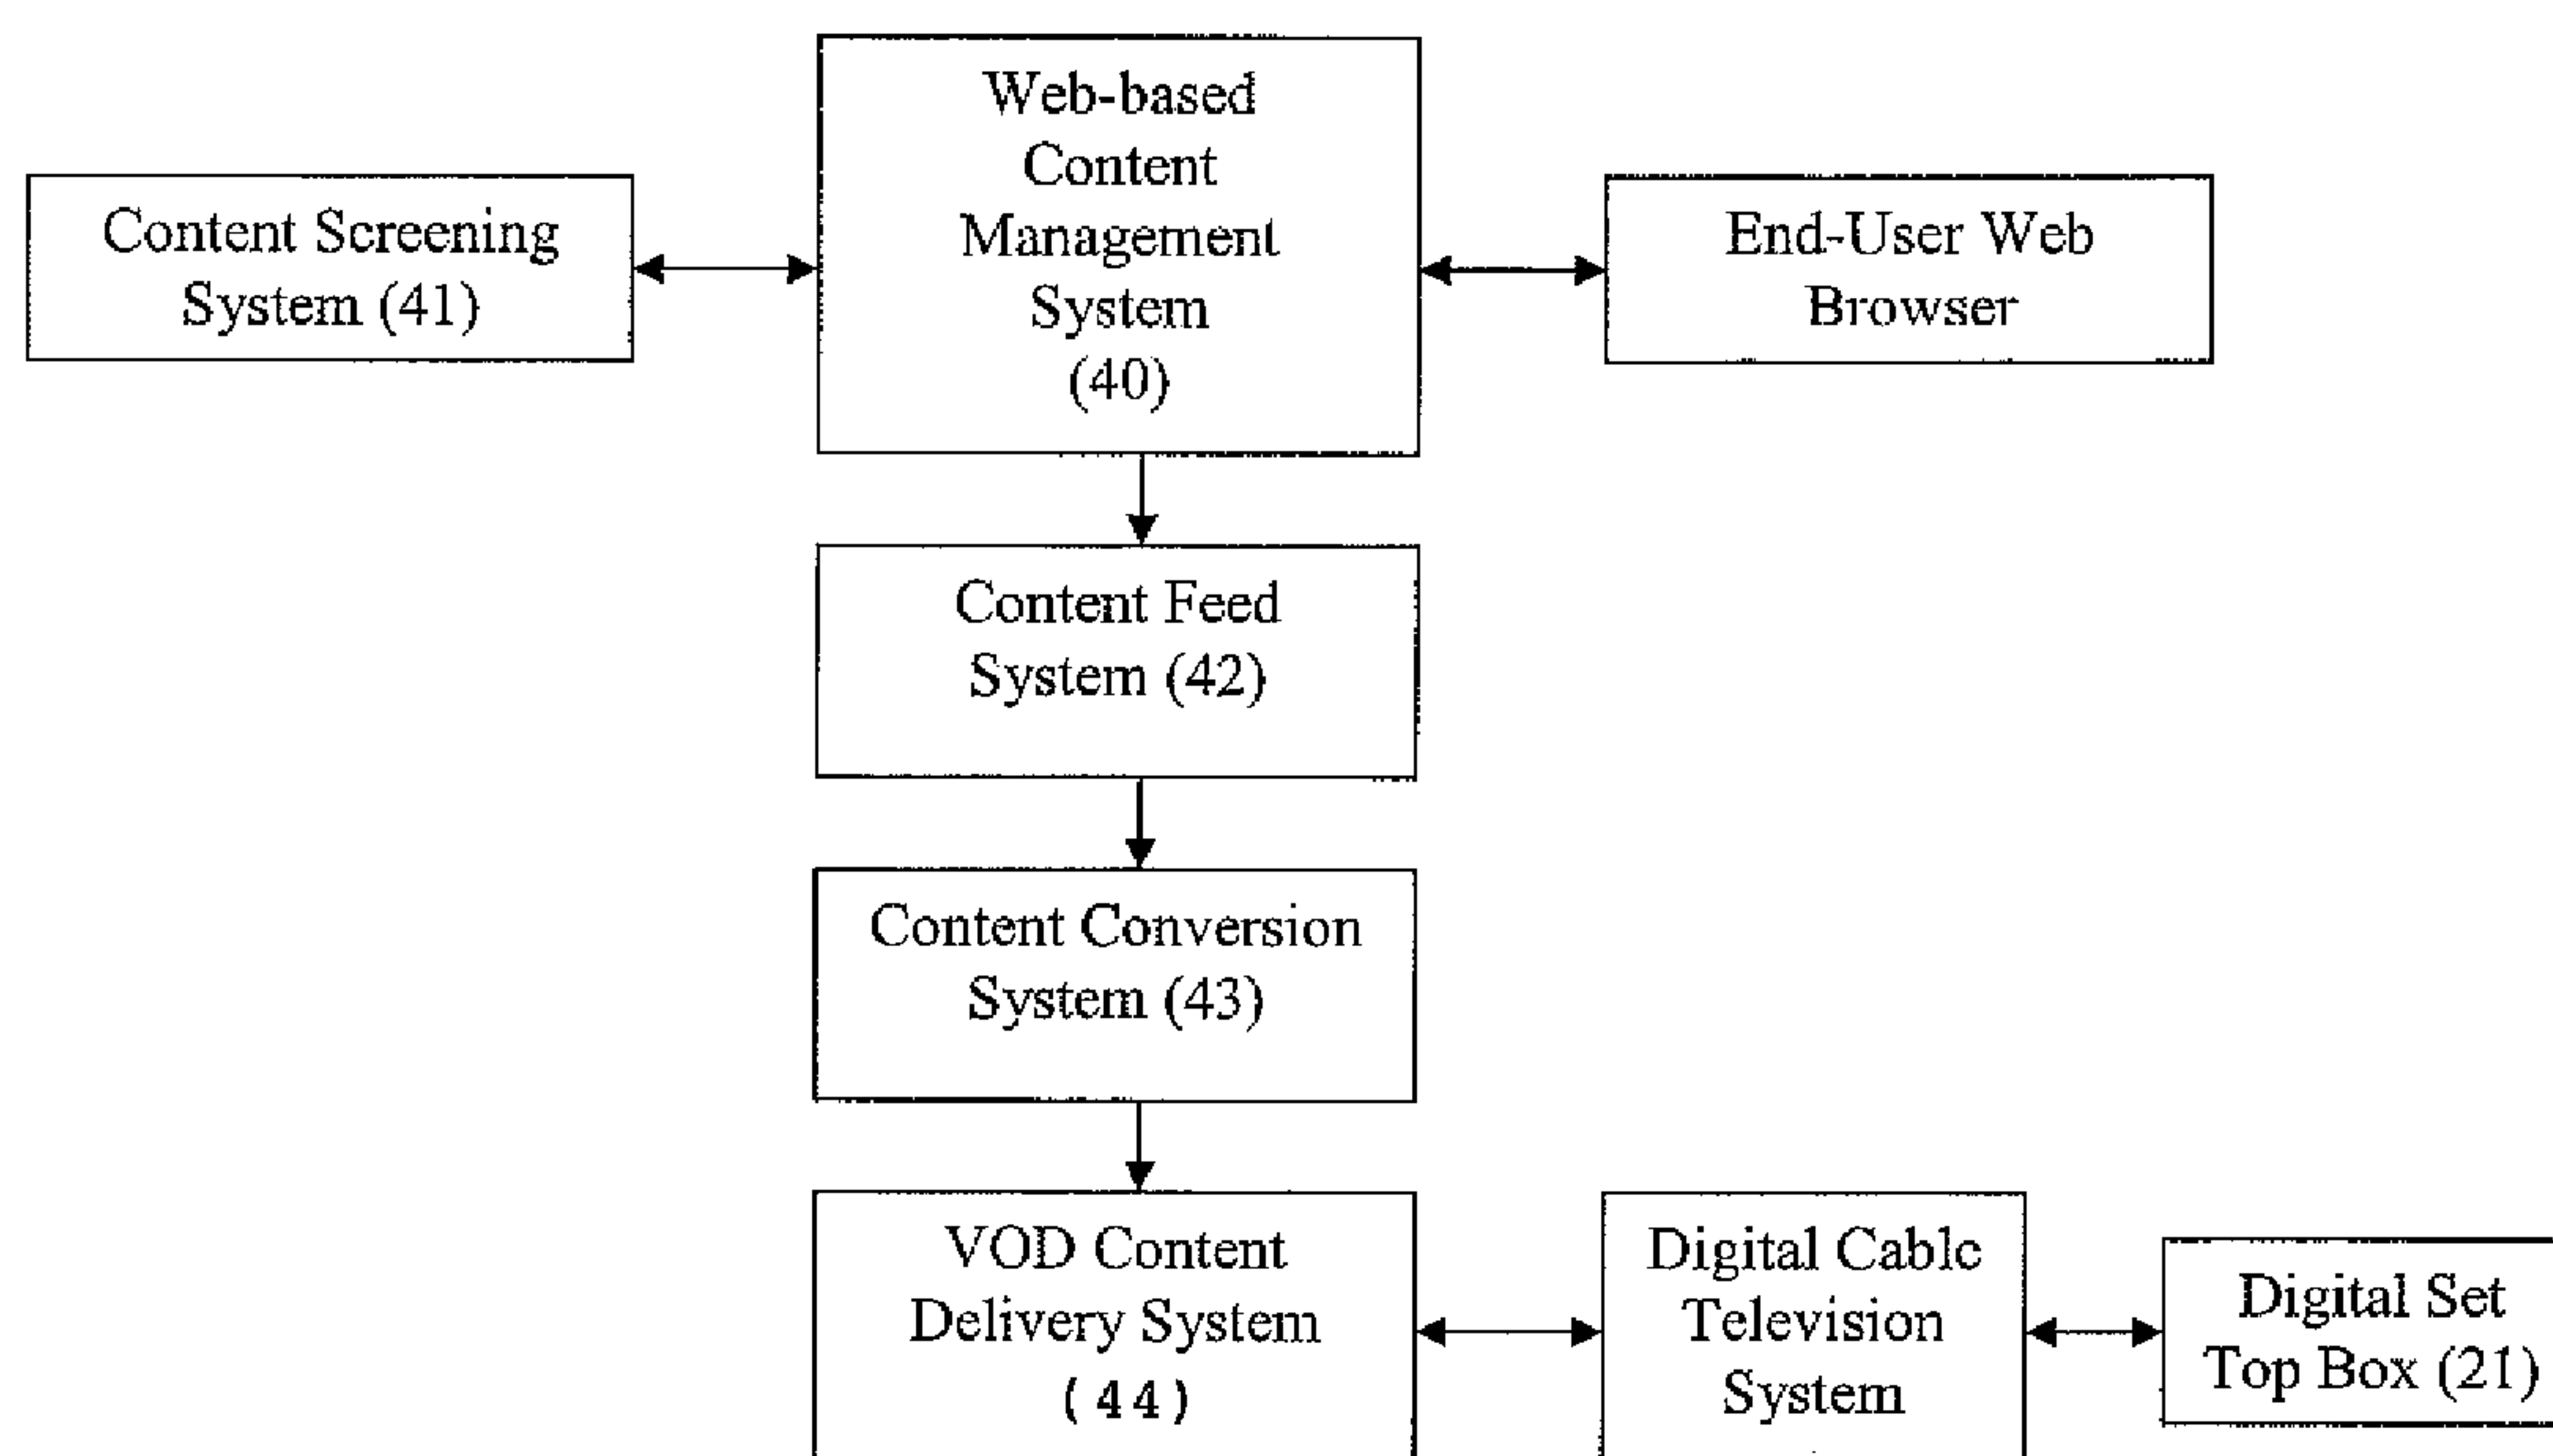 Web-based
Content
Management
System
(40)
Content Screening
System (41)
End-User Web
Browser
Content Feed
System (42)
Content Conversion
System (43)
VOD Content
Delivery System
(44)
Digital Cable
Television
System
Digital Set
Top Box (21)